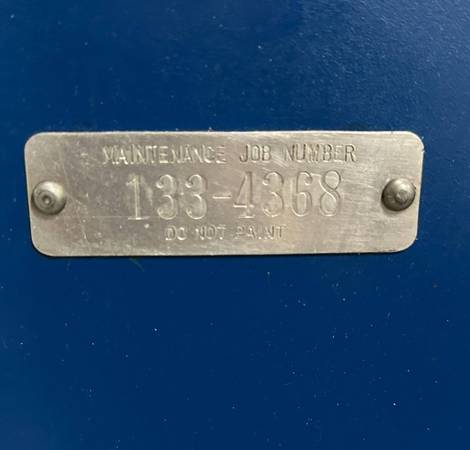 MAINTENANCE JOB NUMBER
133-4368
DO NOT PAINT